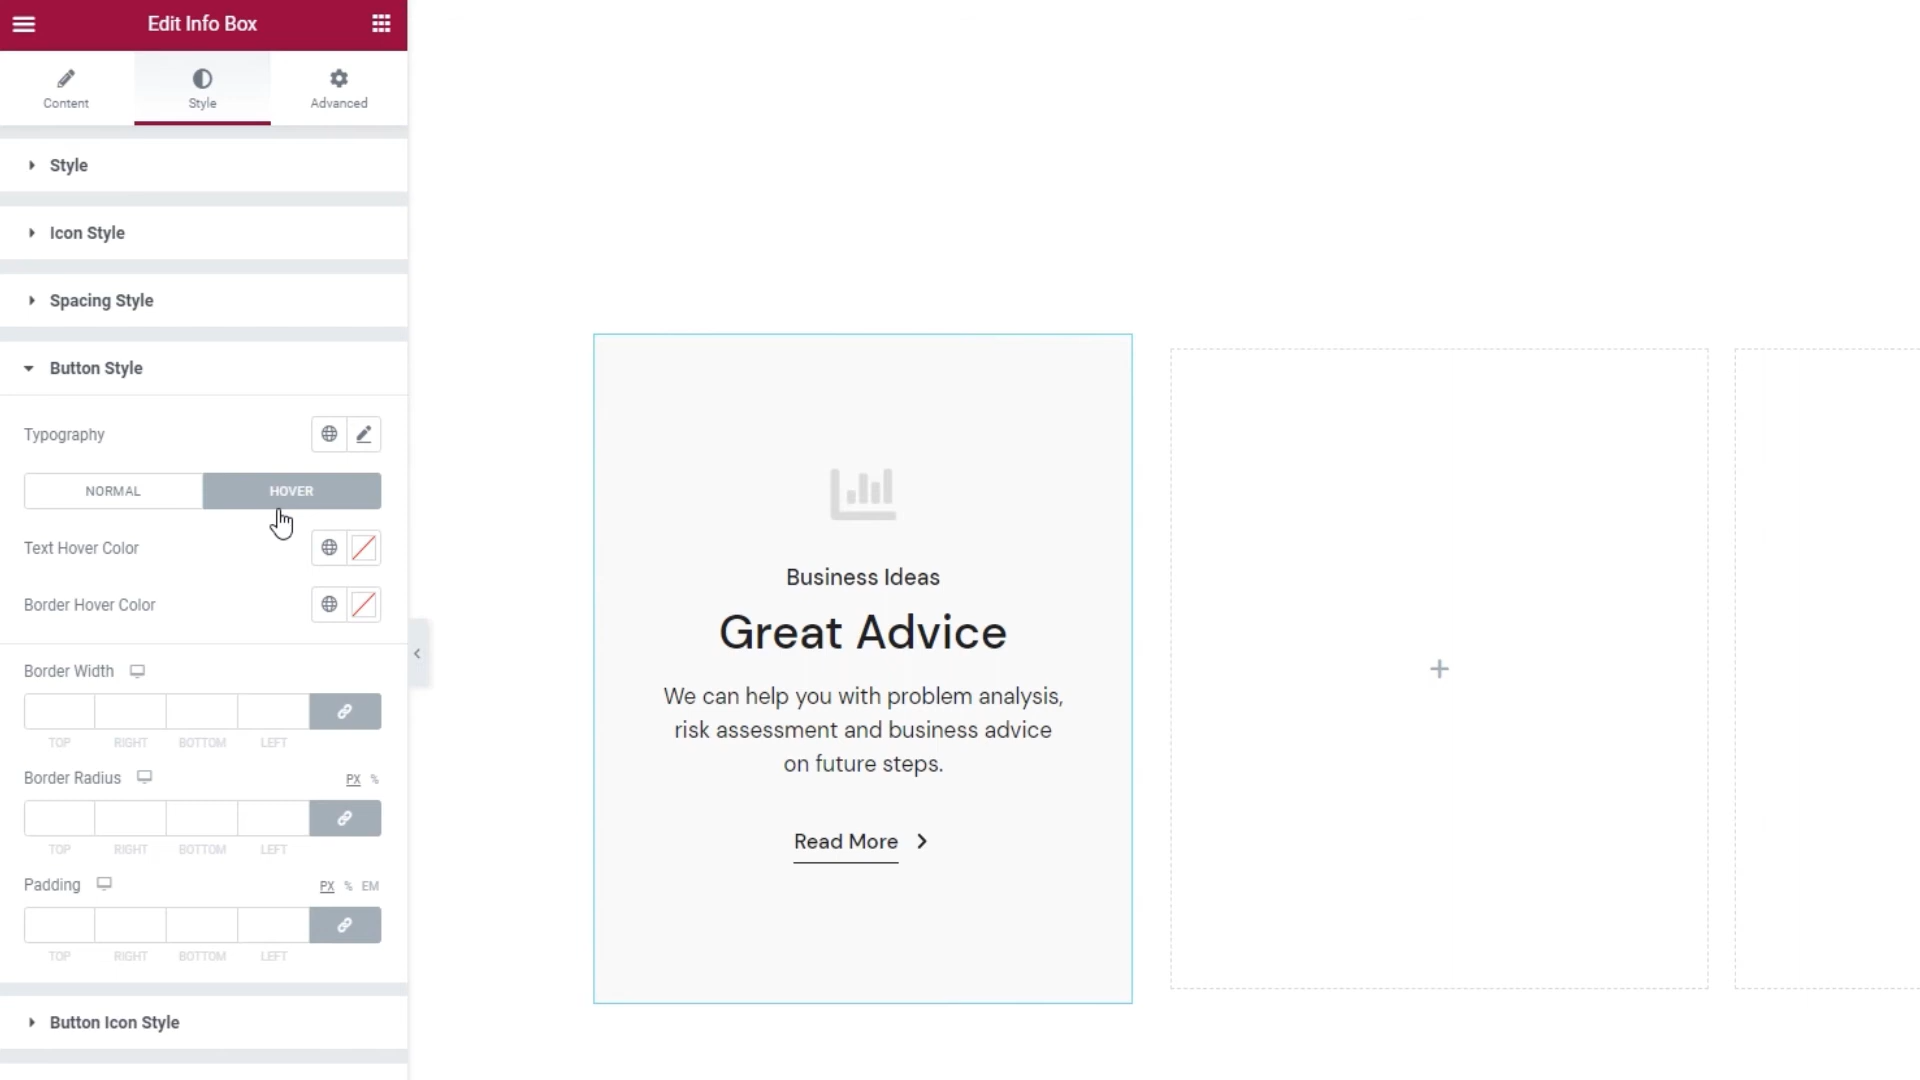 Edit Info Box
Content
Style
Advanced
Style
Icon Style
Spacing Style
Button Style
Typography
NORMAL
HOVER
Text Hover Color
Border Hover Color
Border Width
TOP RIGHT BOTTOM LEFT
Border Radius PX %
TOP RIGHT BOTTOM LEFT
Padding PX % EM
TOP RIGHT BOTTOM LEFT
Button Icon Style
Business Ideas
Great Advice
We can help you with problem analysis,
risk assessment and business advice
on future steps.
Read More